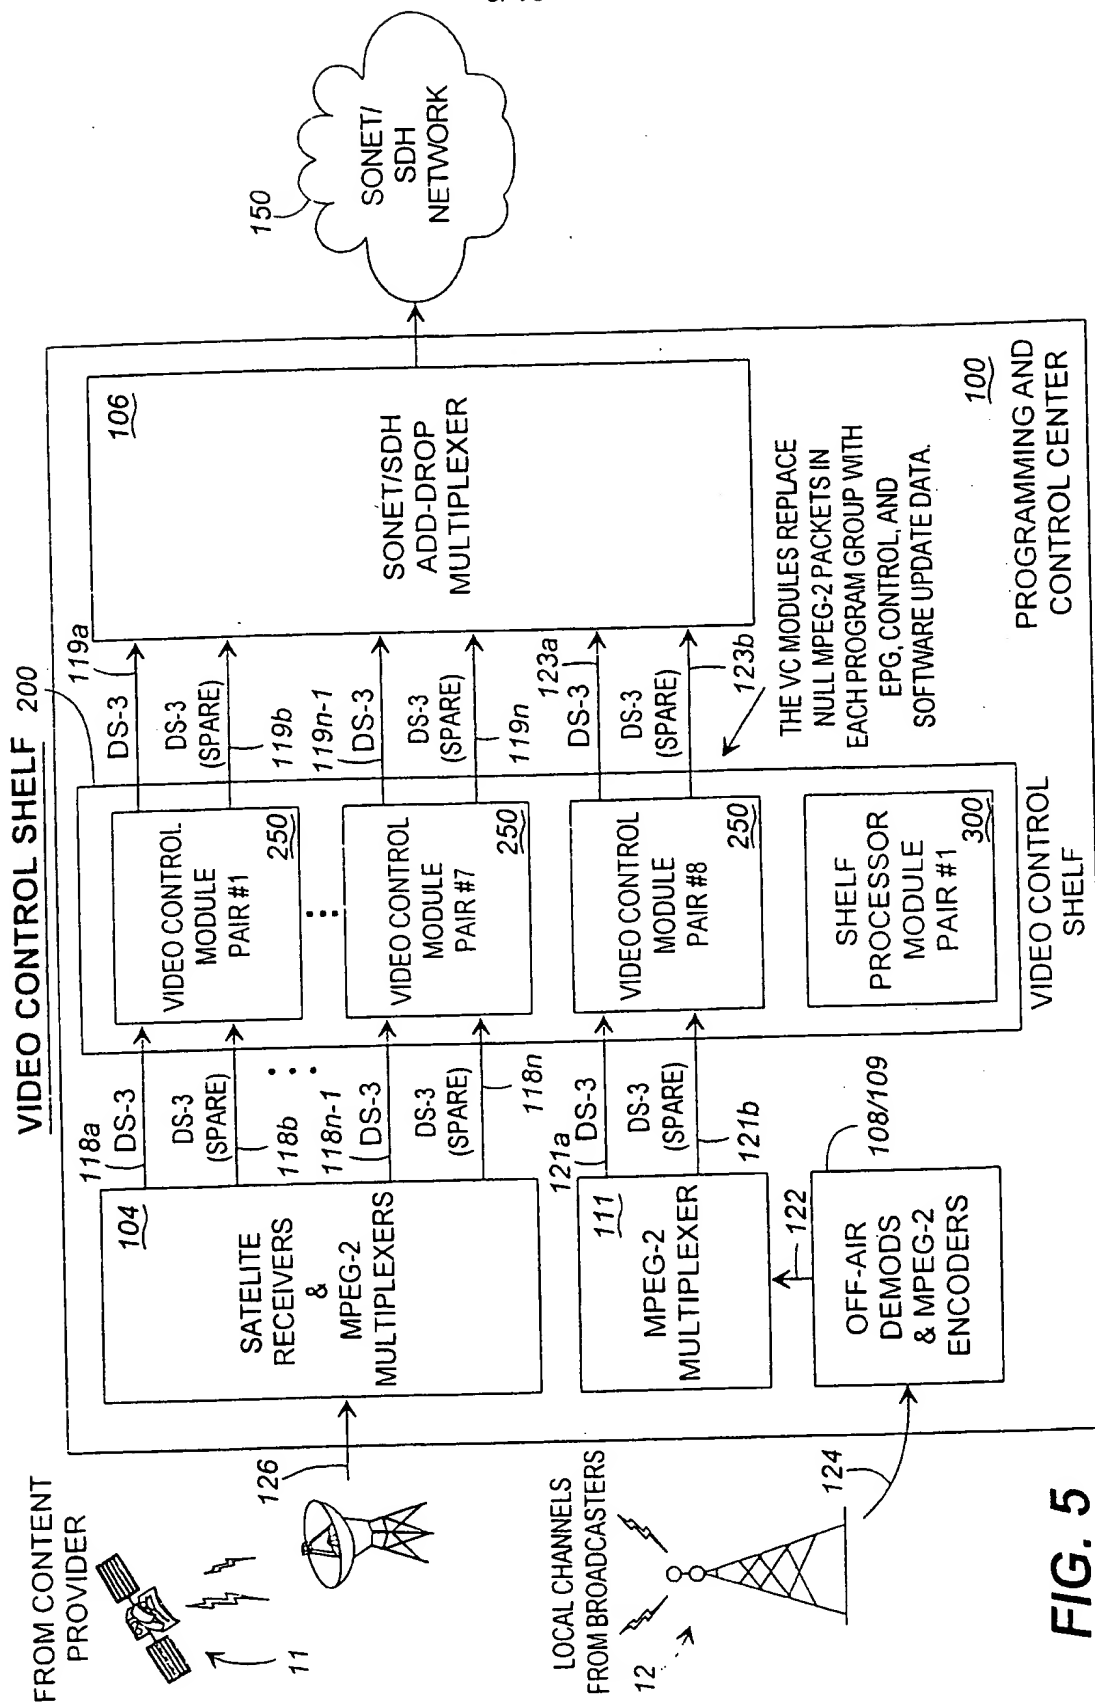 VIDEO CONTROL SHELF
FROM CONTENT
PROVIDER
11
126
LOCAL CHANNELS
FROM BROADCASTERS
12
124
104
SATELITE
RECEIVERS
&
MPEG-2
MULTIPLEXERS
111
MPEG-2
MULTIPLEXER
122
108/109
OFF-AIR
DEMODS
& MPEG-2
ENCODERS
118a
DS-3
DS-3
(SPARE)
118b
118n-1
DS-3
DS-3
(SPARE)
118n
121a
DS-3
DS-3
(SPARE)
121b
200
VIDEO CONTROL
MODULE
PAIR #1
250
VIDEO CONTROL
MODULE
PAIR #7
250
VIDEO CONTROL
MODULE
PAIR #8
250
SHELF
PROCESSOR
MODULE
PAIR #1
300
VIDEO CONTROL
SHELF
DS-3
119a
DS-3
(SPARE)
119b
119n-1
DS-3
DS-3
(SPARE)
119n
123a
DS-3
DS-3
(SPARE)
123b
THE VC MODULES REPLACE
NULL MPEG-2 PACKETS IN
EACH PROGRAM GROUP WITH
EPG, CONTROL, AND
SOFTWARE UPDATE DATA.
106
SONET/SDH
ADD-DROP
MULTIPLEXER
100
PROGRAMMING AND
CONTROL CENTER
150
SONET/
SDH
NETWORK
FIG. 5